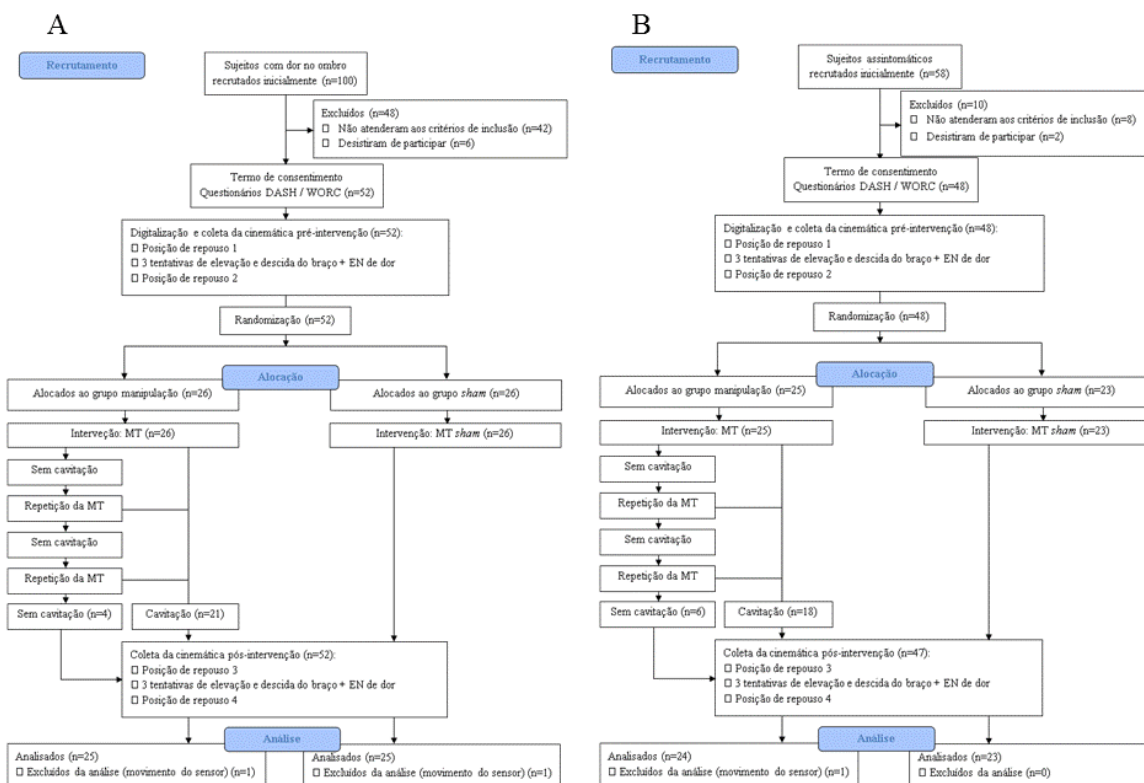 A
Recrutamento
Sujeitos com dor no ombro
recrutados inicialmente (n=100)
Excluídos (n=48)
□ Não atenderam aos critérios de inclusão (n=42)
□ Desistiram de participar (n=6)
Termo de consentimento
Questionários DASH / WORC (n=52)
Digitalização e coleta da cinemática pré-intervenção (n=52):
□ Posição de repouso 1
□ 3 tentativas de elevação e descida do braço + EN de dor
□ Posição de repouso 2
Randomização (n=52)
Alocação
Alocados ao grupo manipulação (n=26)
Alocados ao grupo sham (n=26)
Interveção: MT (n=26)
Intervenção: MT sham (n=26)
Sem cavitação
Repetição da MT
Sem cavitação
Repetição da MT
Sem cavitação (n=4)
Cavitação (n=21)
Coleta da cinemática pós-intervenção (n=52):
□ Posição de repouso 3
□ 3 tentativas de elevação e descida do braço + EN de dor
□ Posição de repouso 4
Análise
Analisados (n=25)
□ Excluídos da análise (movimento do sensor) (n=1)
Analisados (n=25)
□ Excluídos da análise (movimento do sensor) (n=1)
B
Recrutamento
Sujeitos assintomáticos
recrutados inicialmente (n=58)
Excluídos (n=10)
□ Não atenderam aos critérios de inclusão (n=8)
□ Desistiram de participar (n=2)
Termo de consentimento
Questionários DASH / WORC (n=48)
Digitalização e coleta da cinemática pré-intervenção (n=48):
□ Posição de repouso 1
□ 3 tentativas de elevação e descida do braço + EN de dor
□ Posição de repouso 2
Randomização (n=48)
Alocação
Alocados ao grupo manipulação (n=25)
Alocados ao grupo sham (n=23)
Interveção: MT (n=25)
Intervenção: MT sham (n=23)
Sem cavitação
Repetição da MT
Sem cavitação
Repetição da MT
Sem cavitação (n=6)
Cavitação (n=18)
Coleta da cinemática pós-intervenção (n=47):
□ Posição de repouso 3
□ 3 tentativas de elevação e descida do braço + EN de dor
□ Posição de repouso 4
Análise
Analisados (n=24)
□ Excluídos da análise (movimento do sensor) (n=1)
Analisados (n=23)
□ Excluídos da análise (n=0)